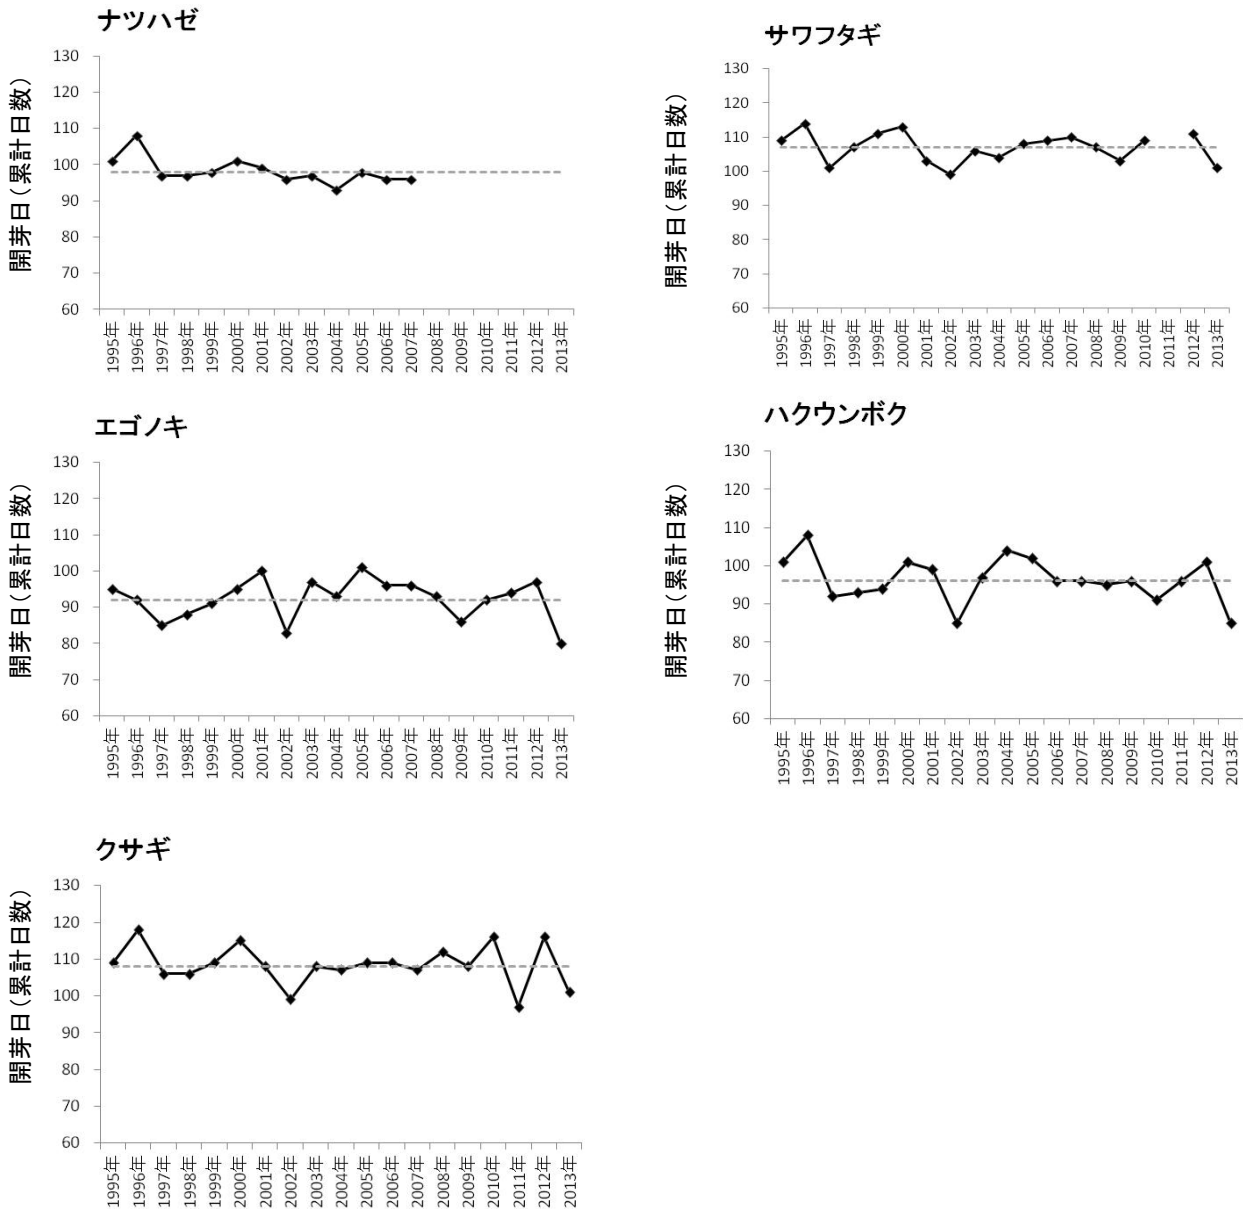 ナツハゼ
開芽日(累計日数)
130
120
110
100
90
80
70
60
1995年
1996年
1997年
1998年
1999年
2000年
2001年
2002年
2003年
2004年
2005年
2006年
2007年
2008年
2009年
2010年
2011年
2012年
2013年
サワフタギ
開芽日(累計日数)
130
120
110
100
90
80
70
60
1995年
1996年
1997年
1998年
1999年
2000年
2001年
2002年
2003年
2004年
2005年
2006年
2007年
2008年
2009年
2010年
2011年
2012年
2013年
エゴノキ
開芽日(累計日数)
130
120
110
100
90
80
70
60
1995年
1996年
1997年
1998年
1999年
2000年
2001年
2002年
2003年
2004年
2005年
2006年
2007年
2008年
2009年
2010年
2011年
2012年
2013年
ハクウンボク
開芽日(累計日数)
130
120
110
100
90
80
70
60
1995年
1996年
1997年
1998年
1999年
2000年
2001年
2002年
2003年
2004年
2005年
2006年
2007年
2008年
2009年
2010年
2011年
2012年
2013年
クサギ
開芽日(累計日数)
130
120
110
100
90
80
70
60
1995年
1996年
1997年
1998年
1999年
2000年
2001年
2002年
2003年
2004年
2005年
2006年
2007年
2008年
2009年
2010年
2011年
2012年
2013年